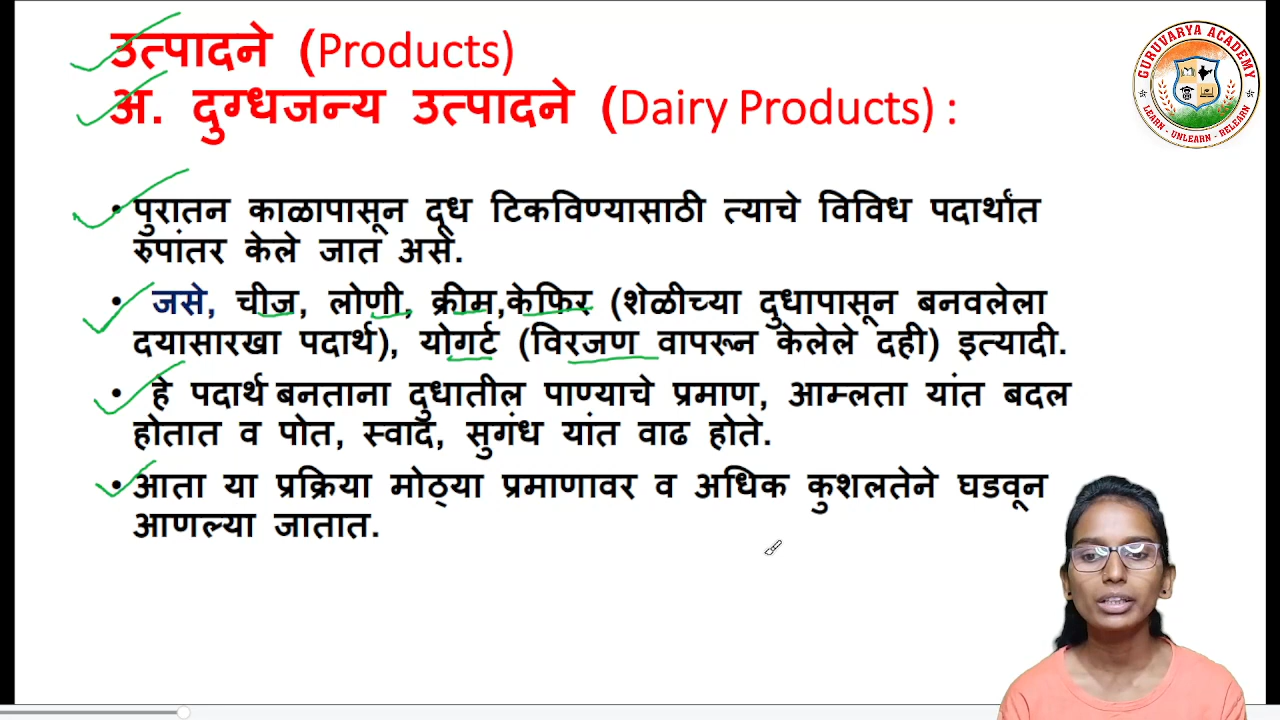 उत्पादने (Products)
अ. दुग्धजन्य उत्पादने (Dairy Products) :
• पुरातन काळापासून दूध टिकविण्यासाठी त्याचे विविध पदार्थांत
रुपांतर केले जात असे.
• जसे, चीज, लोणी, क्रीम,केफिर (शेळीच्या दुधापासून बनवलेला
दयासारखा पदार्थ), योगर्ट (विरजण वापरून केलेले दही) इत्यादी.
• हे पदार्थ बनताना दुधातील पाण्याचे प्रमाण, आम्लता यांत बदल
होतात व पोत, स्वाद, सुगंध यांत वाढ होते.
• आता या प्रक्रिया मोठ्या प्रमाणावर व अधिक कुशलतेने घडवून
आणल्या जातात.
GURUVARYA ACADEMY
LEARN - UNLEARN - RELEARN